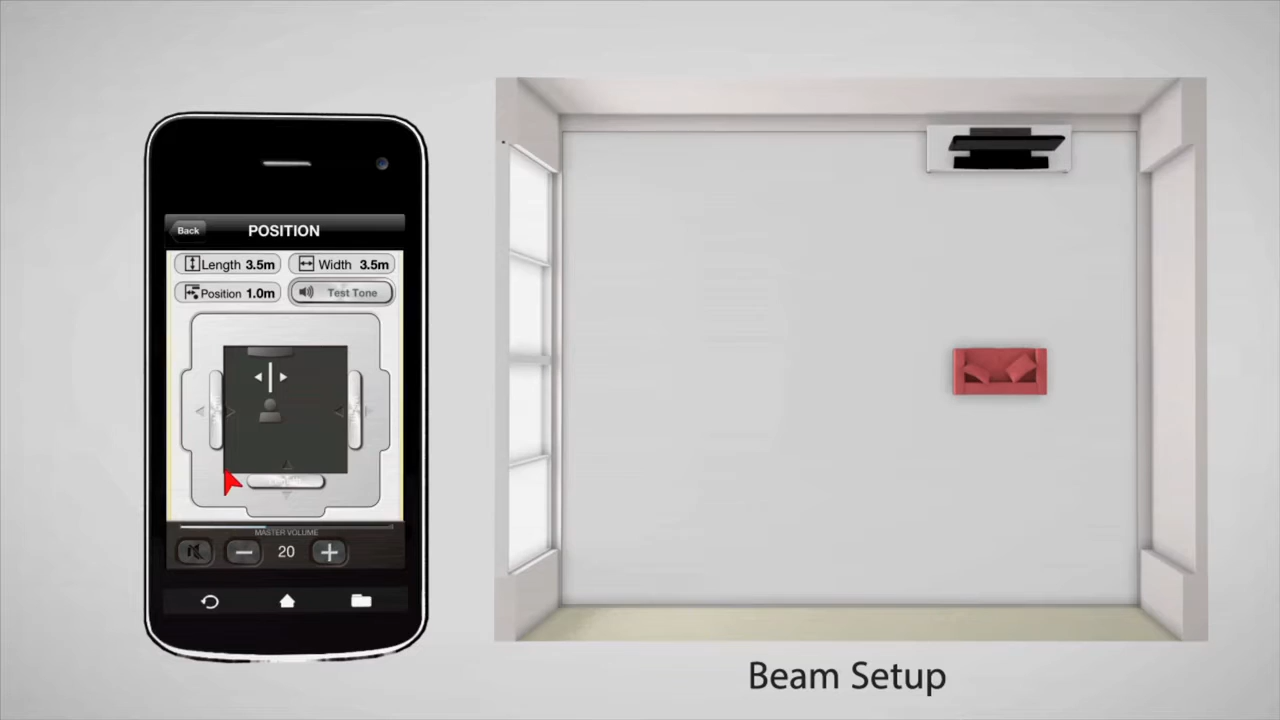 Back
POSITION
Length 3.5m
Width 3.5m
Position 1.0m
Test Tone
MASTER VOLUME
20
Beam Setup